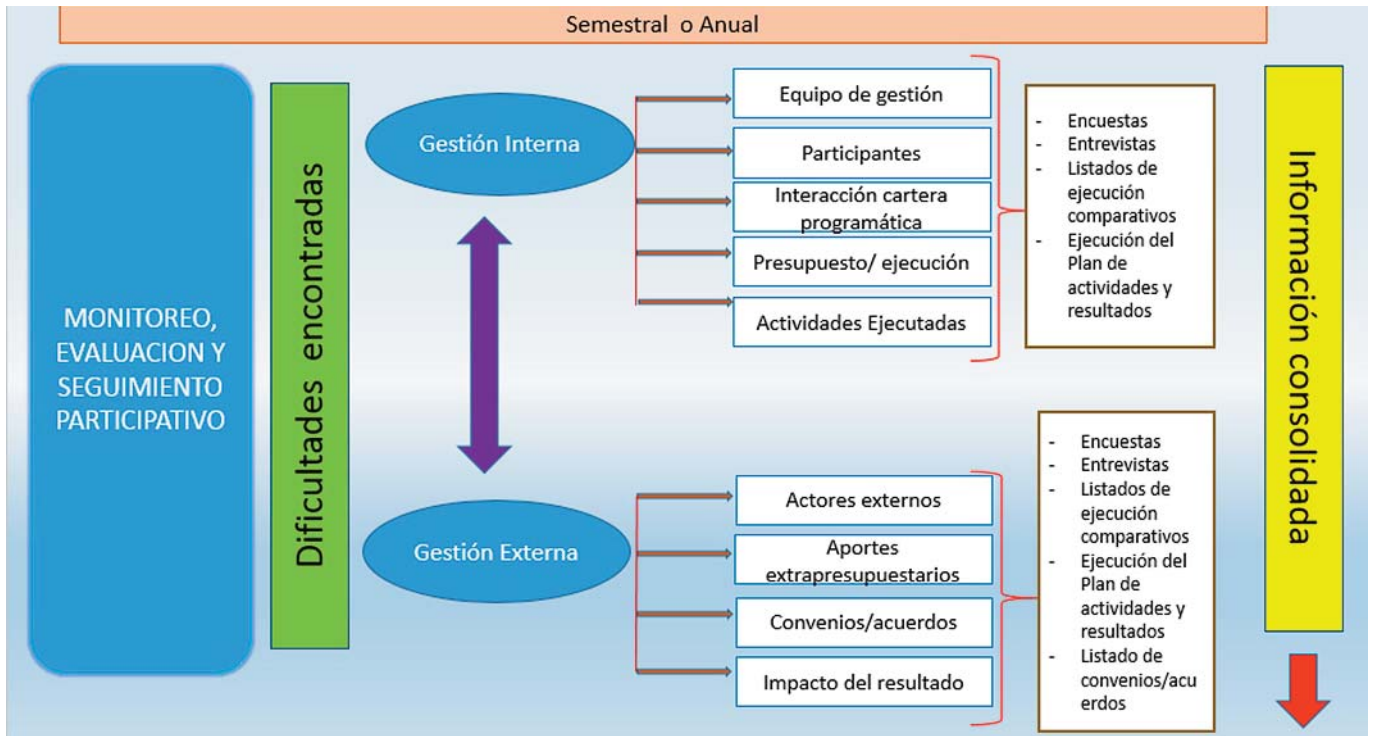 Semestral o Anual
MONITOREO,
EVALUACION Y
SEGUIMIENTO
PARTICIPATIVO
Dificultades encontradas
Gestión Interna
Equipo de gestión
Participantes
Interacción cartera
programática
Presupuesto/ ejecución
Actividades Ejecutadas
- Encuestas
- Entrevistas
- Listados de
ejecución
comparativos
- Ejecución del
Plan de
actividades y
resultados
Gestión Externa
Actores externos
Aportes
extrapresupuestarios
Convenios/acuerdos
Impacto del resultado
- Encuestas
- Entrevistas
- Listados de
ejecución
comparativos
- Ejecución del
Plan de
actividades y
resultados
- Listado de
convenios/acu
erdos
Información consolidada